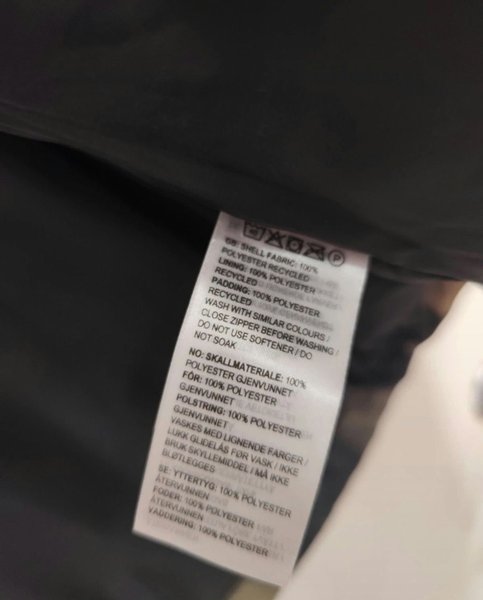 GB: SHELL FABRIC: 100%
POLYESTER RECYCLED
LINING: 100% POLYESTER
RECYCLED
PADDING: 100% POLYESTER
RECYCLED
WASH WITH SIMILAR COLOURS /
CLOSE ZIPPER BEFORE WASHING /
DO NOT USE SOFTENER / DO
NOT SOAK
NO: SKALLMATERIALE: 100%
POLYESTER GJENVUNNET
FÔR: 100% POLYESTER
GJENVUNNET
POLSTRING: 100% POLYESTER
GJENVUNNET
VASKES MED LIGNENDE FARGER /
LUKK GLIDELÅS FØR VASK / IKKE
BRUK SKYLLEMIDDEL / MÅ IKKE
BLØTLEGGES
SE: YTTERTYG: 100% POLYESTER
ÅTERVUNNEN
FODER: 100% POLYESTER
ÅTERVUNNEN
VADDERING: 100% POLYESTER